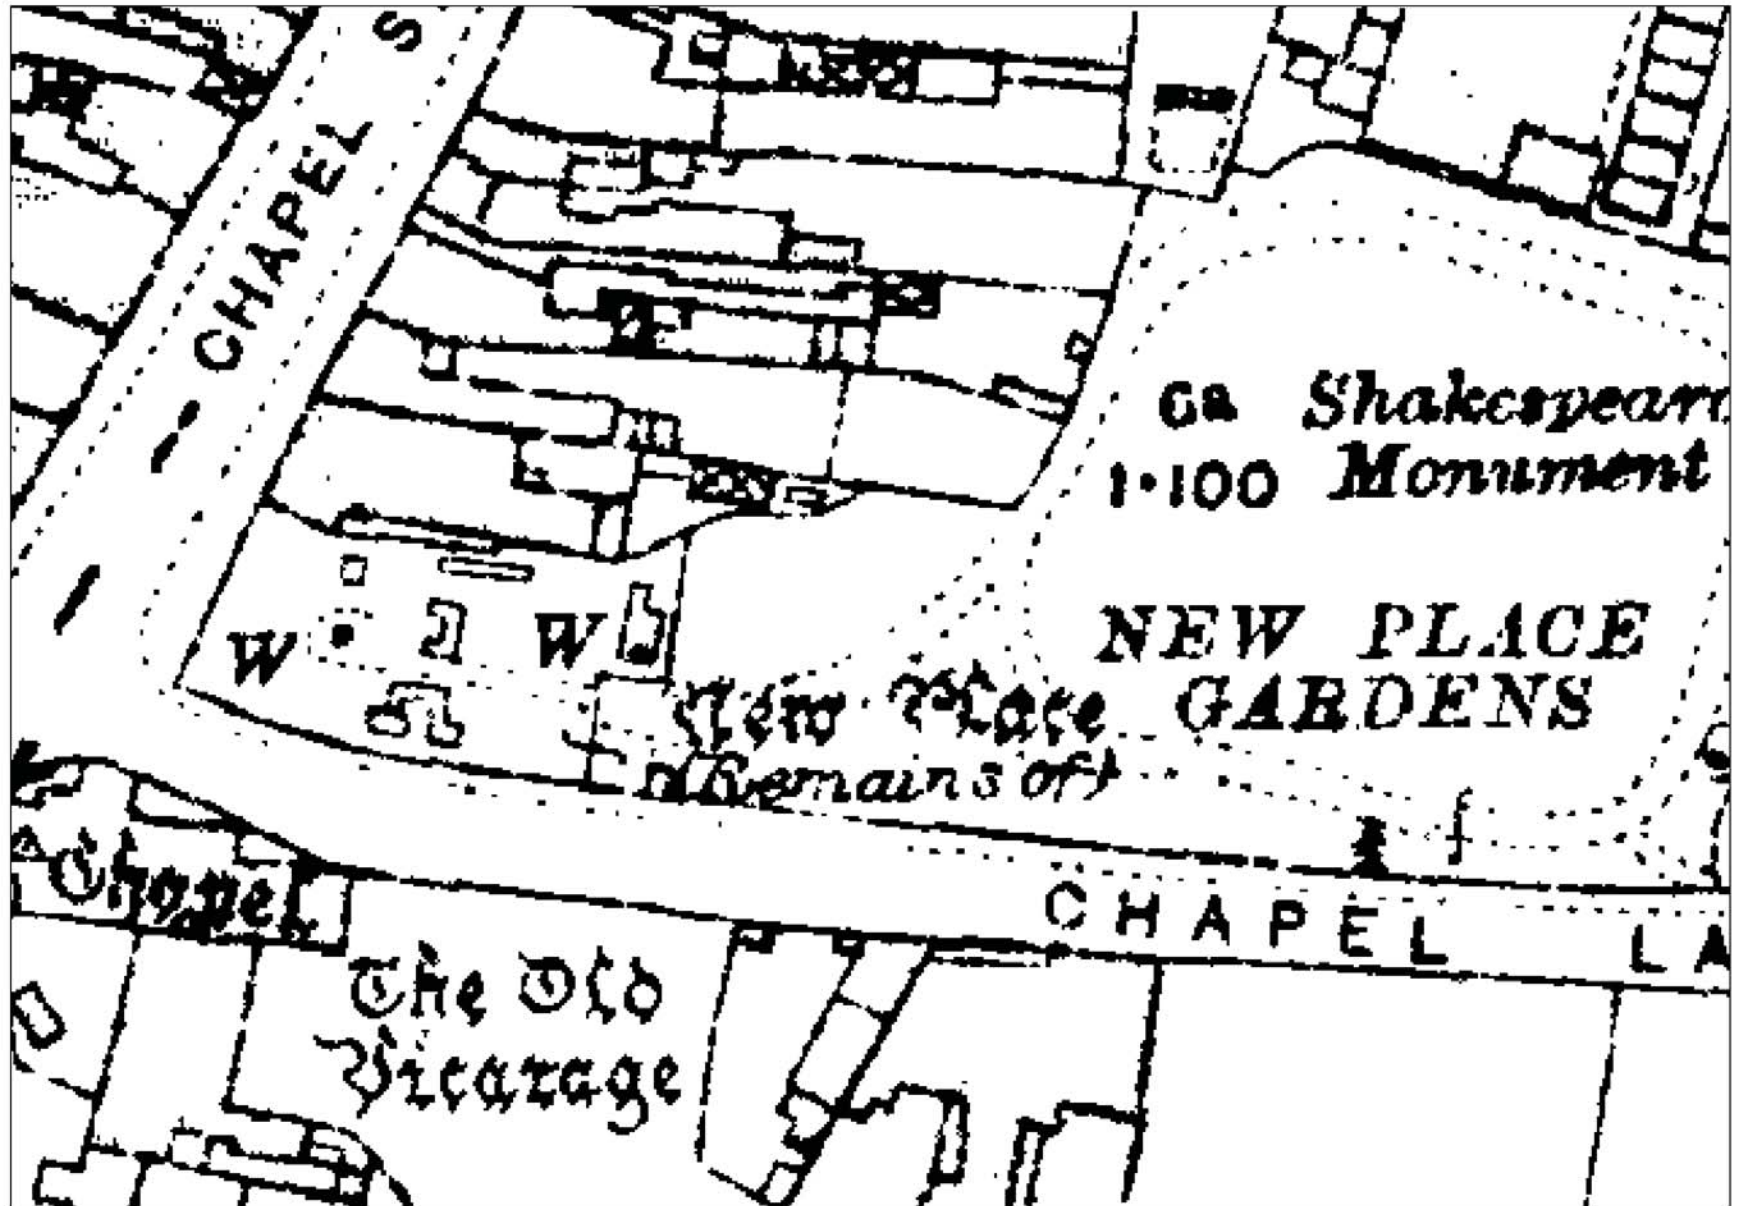 CHAPEL S
6a Shakespeare
1·100 Monument
NEW PLACE
GARDENS
W
W
New Place
(Remains of)
Chapel
CHAPEL LA
The Old
Vicarage